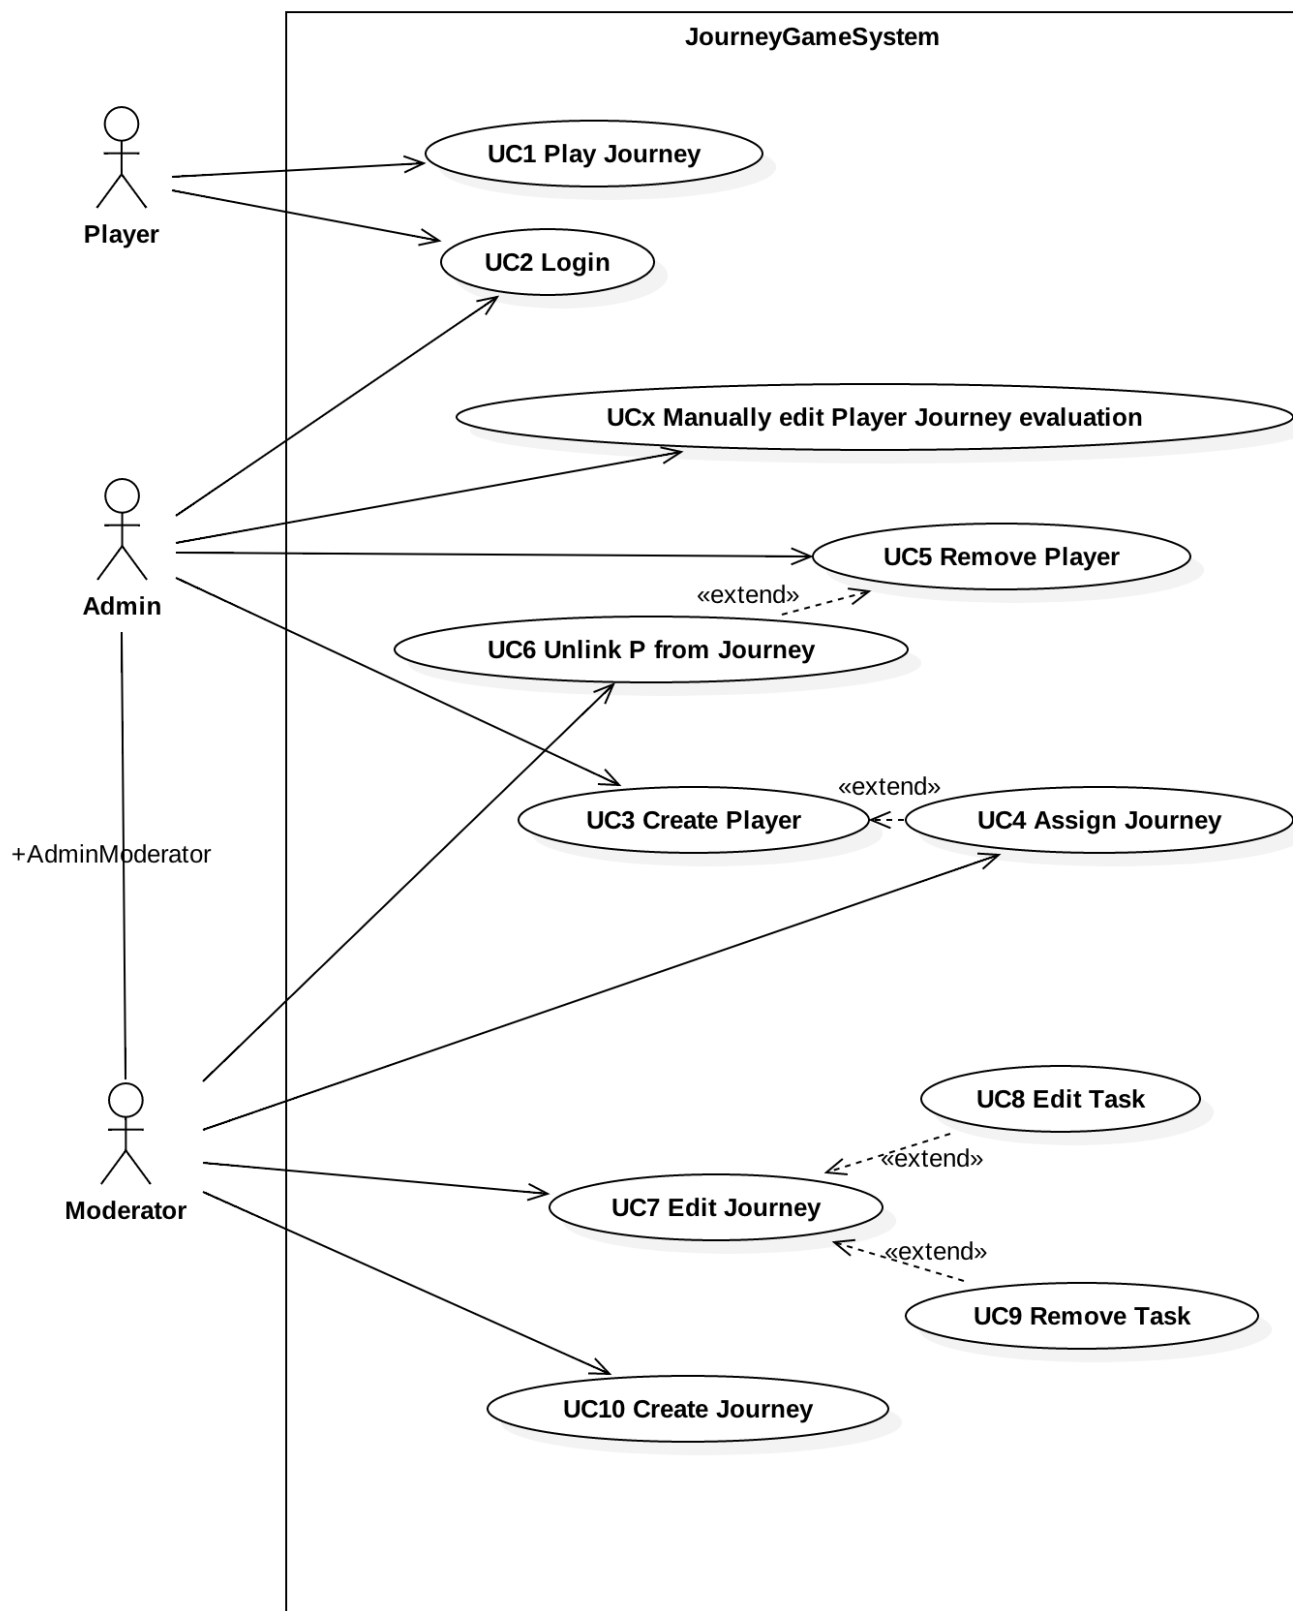 JourneyGameSystem
UC1 Play Journey
Player
UC2 Login
UCx Manually edit Player Journey evaluation
UC5 Remove Player
«extend»
Admin
UC6 Unlink P from Journey
«extend»
UC3 Create Player
UC4 Assign Journey
+AdminModerator
UC8 Edit Task
«extend»
Moderator
UC7 Edit Journey
«extend»
UC9 Remove Task
UC10 Create Journey